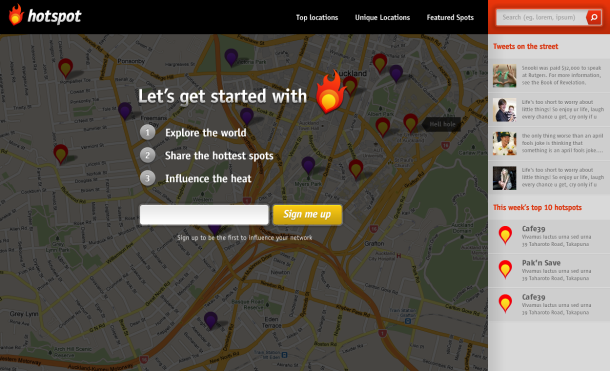 hotspot
Top locations
Unique Locations
Featured Spots
Search (eg, lorem, ipsum)
Let's get started with
1 Explore the world
2 Share the hottest spots
3 Influence the heat
Sign me up
Sign up to be the first to influence your network
Auckland
Hell hole
Freemans
Grafton
Grey Lynn
Eden Terrace
Tweets on the street
Snooki was paid $32,000 to speak
at Rutgers. For more information,
see the Book of Revelation.
Life's too short to worry about
little things! So enjoy ur life, laugh
every chance u get, cry only if u
the only thing worse than an april
fools joke is thinking that
something is an april fools joke....
Life's too short to worry about
little things! So enjoy ur life, laugh
every chance u get, cry only if u
This week's top 10 hotspots
Cafe39
Vivamus luctus urna sed urna
39 Taharoto Road, Takapuna
Pak'n Save
Vivamus luctus urna sed urna
39 Taharoto Road, Takapuna
Cafe39
Vivamus luctus urna sed urna
39 Taharoto Road, Takapuna